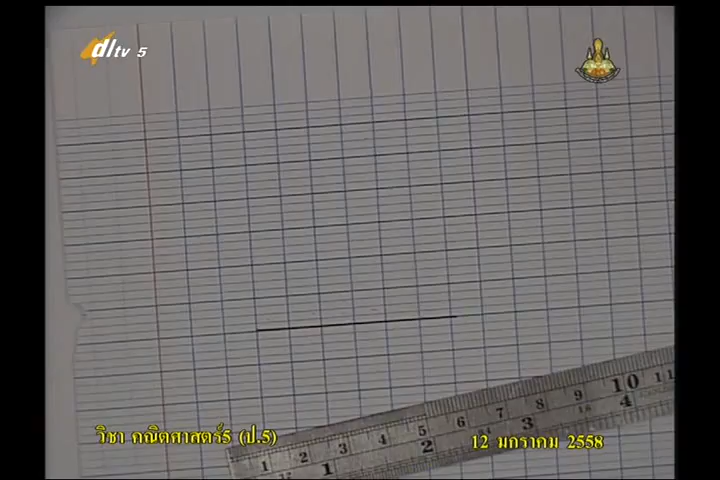 dltv 5
1 2 3 4 5 6 7 8 9 10 11
1 2 3 4
วิชา คณิตศาสตร์5 (ป.5)
12 มกราคม 2558